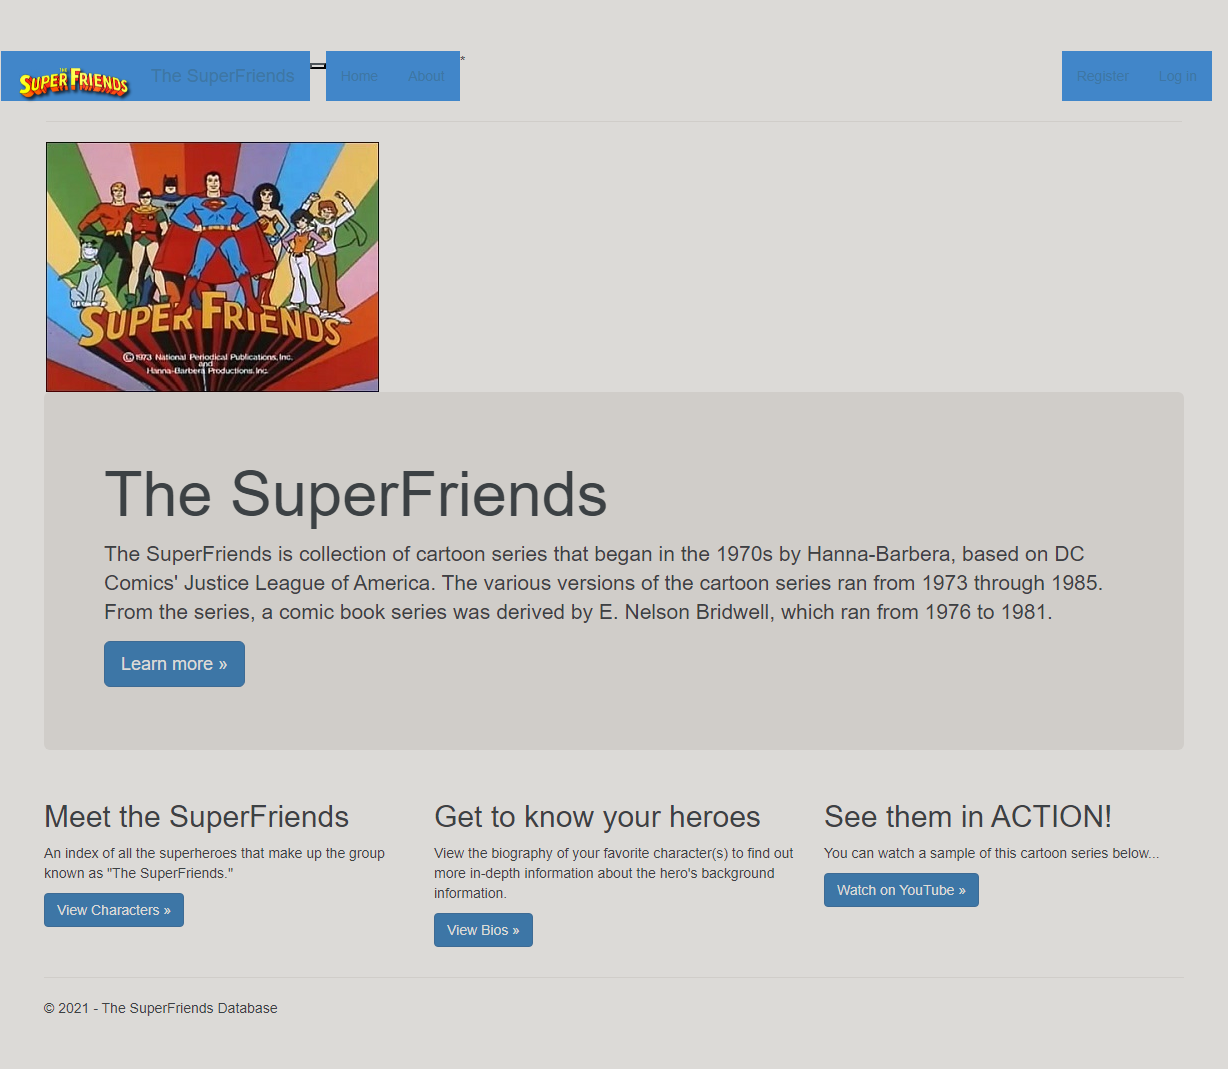 THE
SUPER FRIENDS
The SuperFriends
Home
About
*
Register
Log in
SUPER FRIENDS
©1973 National Periodical Publications, Inc.
and
Hanna-Barbera Productions, Inc.
The SuperFriends
The SuperFriends is collection of cartoon series that began in the 1970s by Hanna-Barbera, based on DC
Comics' Justice League of America. The various versions of the cartoon series ran from 1973 through 1985.
From the series, a comic book series was derived by E. Nelson Bridwell, which ran from 1976 to 1981.
Learn more »
Meet the SuperFriends
An index of all the superheroes that make up the group
known as "The SuperFriends."
View Characters »
Get to know your heroes
View the biography of your favorite character(s) to find out
more in-depth information about the hero's background
information.
View Bios »
See them in ACTION!
You can watch a sample of this cartoon series below...
Watch on YouTube »
© 2021 - The SuperFriends Database